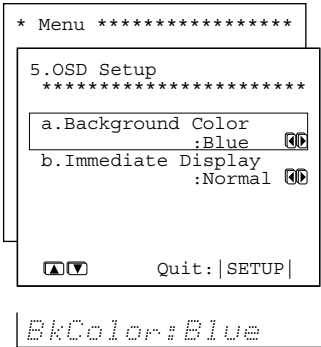 * Menu *****************
5.OSD Setup
***********************
a.Background Color
:Blue
b.Immediate Display
:Normal
Quit:|SETUP|
BkColor:Blue